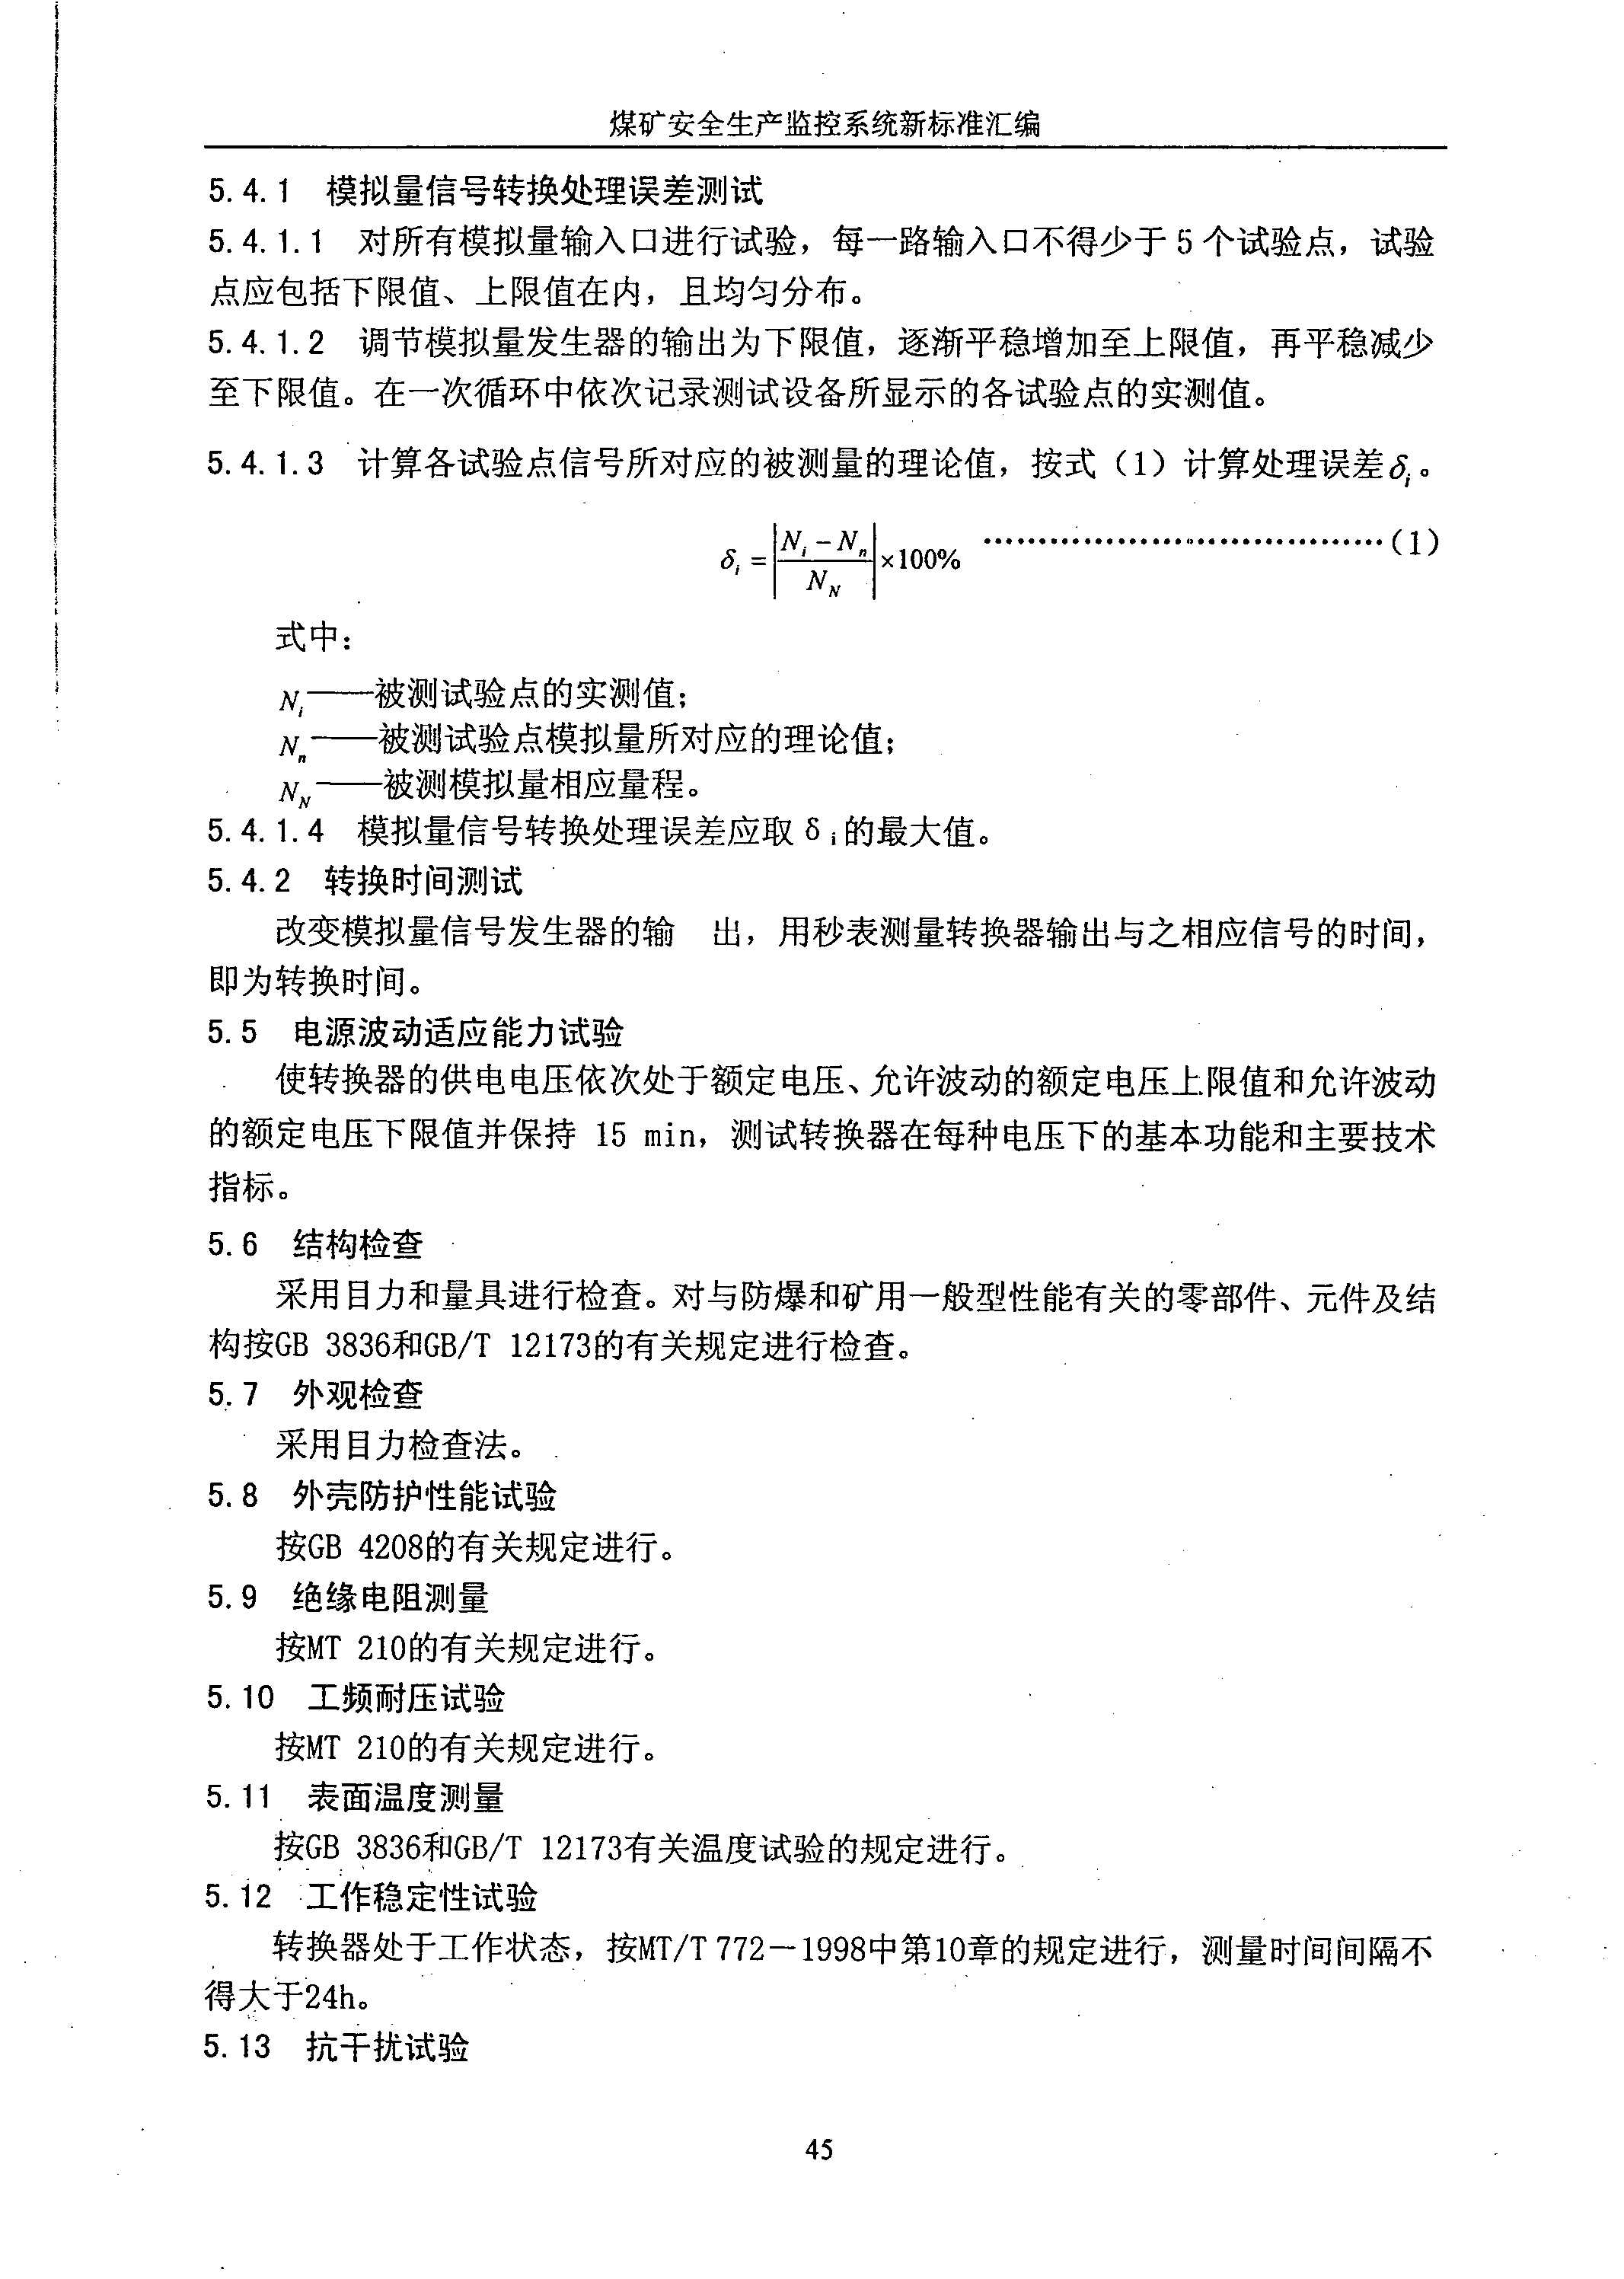 煤矿安全生产监控系统新标准汇编
5.4.1 模拟量信号转换处理误差测试
5.4.1.1 对所有模拟量输入口进行试验，每一路输入口不得少于 5 个试验点，试验
点应包括下限值、上限值在内，且均匀分布。
5.4.1.2 调节模拟量发生器的输出为下限值，逐渐平稳增加至上限值，再平稳减少
至下限值。在一次循环中依次记录测试设备所显示的各试验点的实测值。
5.4.1.3 计算各试验点信号所对应的被测量的理论值，按式（1）计算处理误差 δi。
δi = |(Ni − Nn) / NN| ×100% ·····································(1)
式中：
Ni——被测试验点的实测值；
Nn——被测试验点模拟量所对应的理论值；
NN——被测模拟量相应量程。
5.4.1.4 模拟量信号转换处理误差应取 δi 的最大值。
5.4.2 转换时间测试
改变模拟量信号发生器的输 出，用秒表测量转换器输出与之相应信号的时间，
即为转换时间。
5.5 电源波动适应能力试验
使转换器的供电电压依次处于额定电压、允许波动的额定电压上限值和允许波动
的额定电压下限值并保持 15 min，测试转换器在每种电压下的基本功能和主要技术
指标。
5.6 结构检查
采用目力和量具进行检查。对与防爆和矿用一般型性能有关的零部件、元件及结
构按GB 3836和GB/T 12173的有关规定进行检查。
5.7 外观检查
采用目力检查法。
5.8 外壳防护性能试验
按GB 4208的有关规定进行。
5.9 绝缘电阻测量
按MT 210的有关规定进行。
5.10 工频耐压试验
按MT 210的有关规定进行。
5.11 表面温度测量
按GB 3836和GB/T 12173有关温度试验的规定进行。
5.12 工作稳定性试验
转换器处于工作状态，按MT/T 772－1998中第10章的规定进行，测量时间间隔不
得大于24h。
5.13 抗干扰试验
45